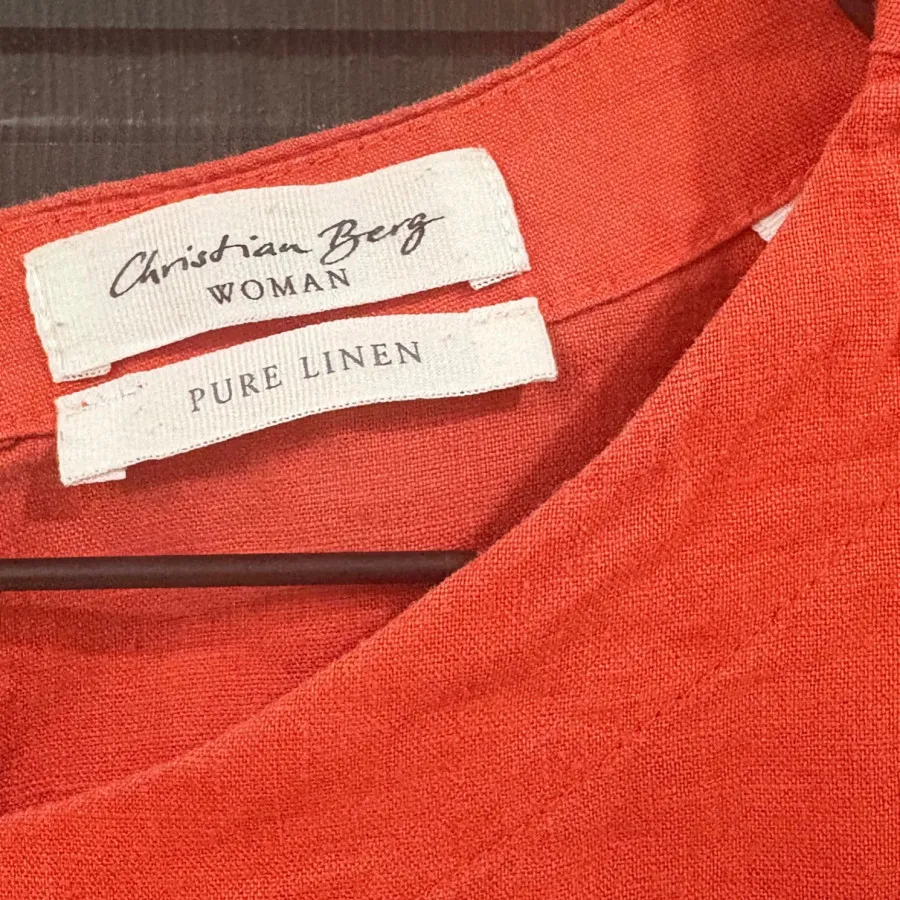 Christian Berg
WOMAN
PURE LINEN